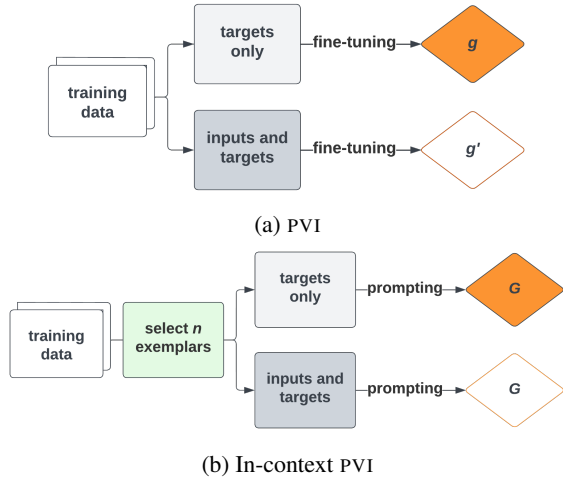 targets
only
fine-tuning
g
training
data
inputs and
targets
fine-tuning
g'
(a) PVI
targets
only
prompting
G
training
data
select n
exemplars
inputs and
targets
prompting
G
(b) In-context PVI